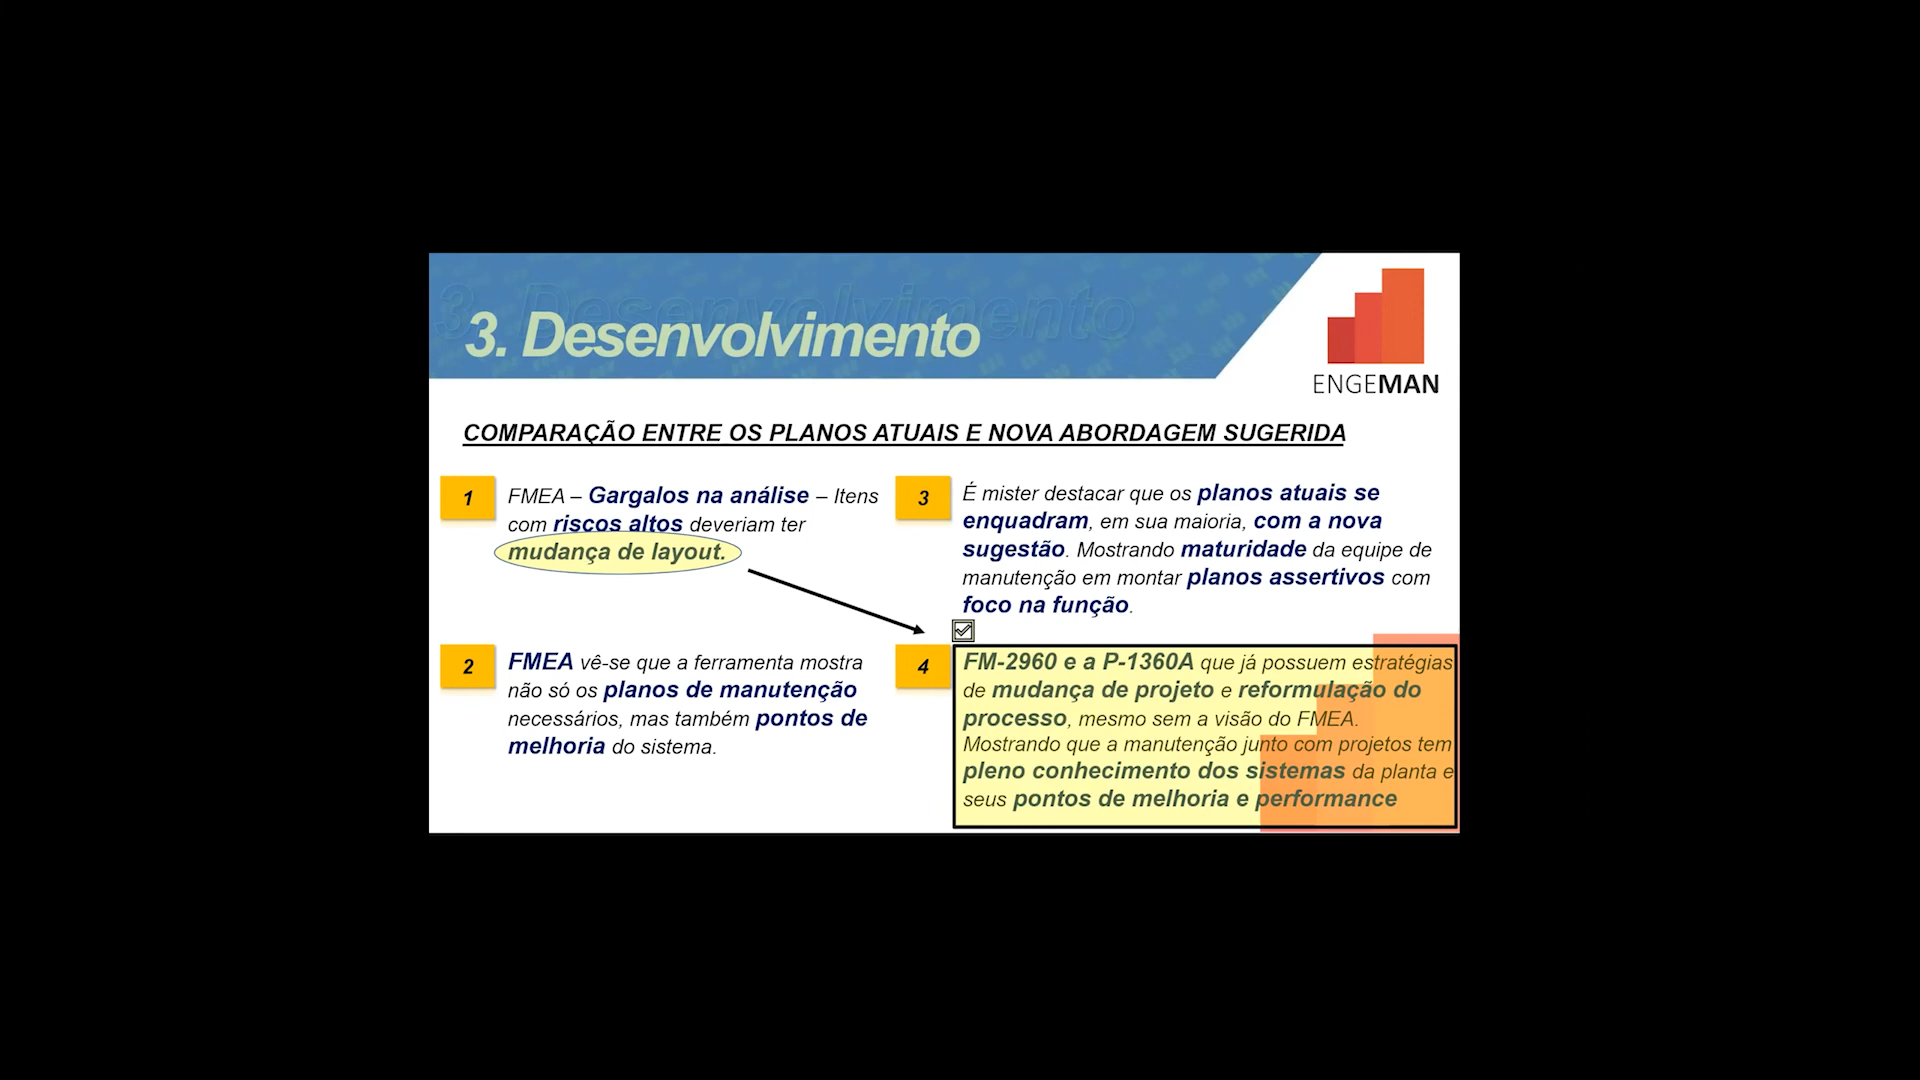 3. Desenvolvimento
ENGEMAN
COMPARAÇÃO ENTRE OS PLANOS ATUAIS E NOVA ABORDAGEM SUGERIDA
1
FMEA – Gargalos na análise – Itens
com riscos altos deveriam ter
mudança de layout.
2
FMEA vê-se que a ferramenta mostra
não só os planos de manutenção
necessários, mas também pontos de
melhoria do sistema.
3
É mister destacar que os planos atuais se
enquadram, em sua maioria, com a nova
sugestão. Mostrando maturidade da equipe de
manutenção em montar planos assertivos com
foco na função.
4
FM-2960 e a P-1360A que já possuem estratégias
de mudança de projeto e reformulação do
processo, mesmo sem a visão do FMEA.
Mostrando que a manutenção junto com projetos tem
pleno conhecimento dos sistemas da planta e
seus pontos de melhoria e performance